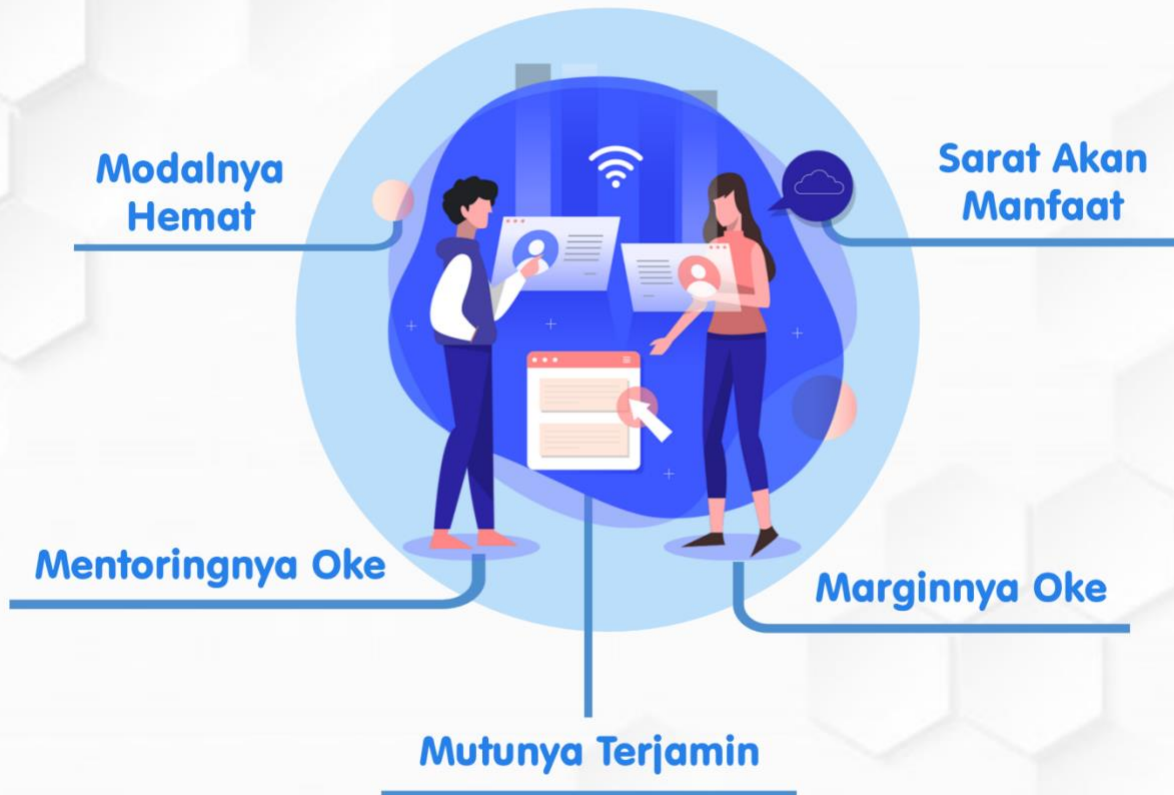 Modalnya
Hemat
Sarat Akan
Manfaat
Mentoringnya Oke
Marginnya Oke
Mutunya Terjamin